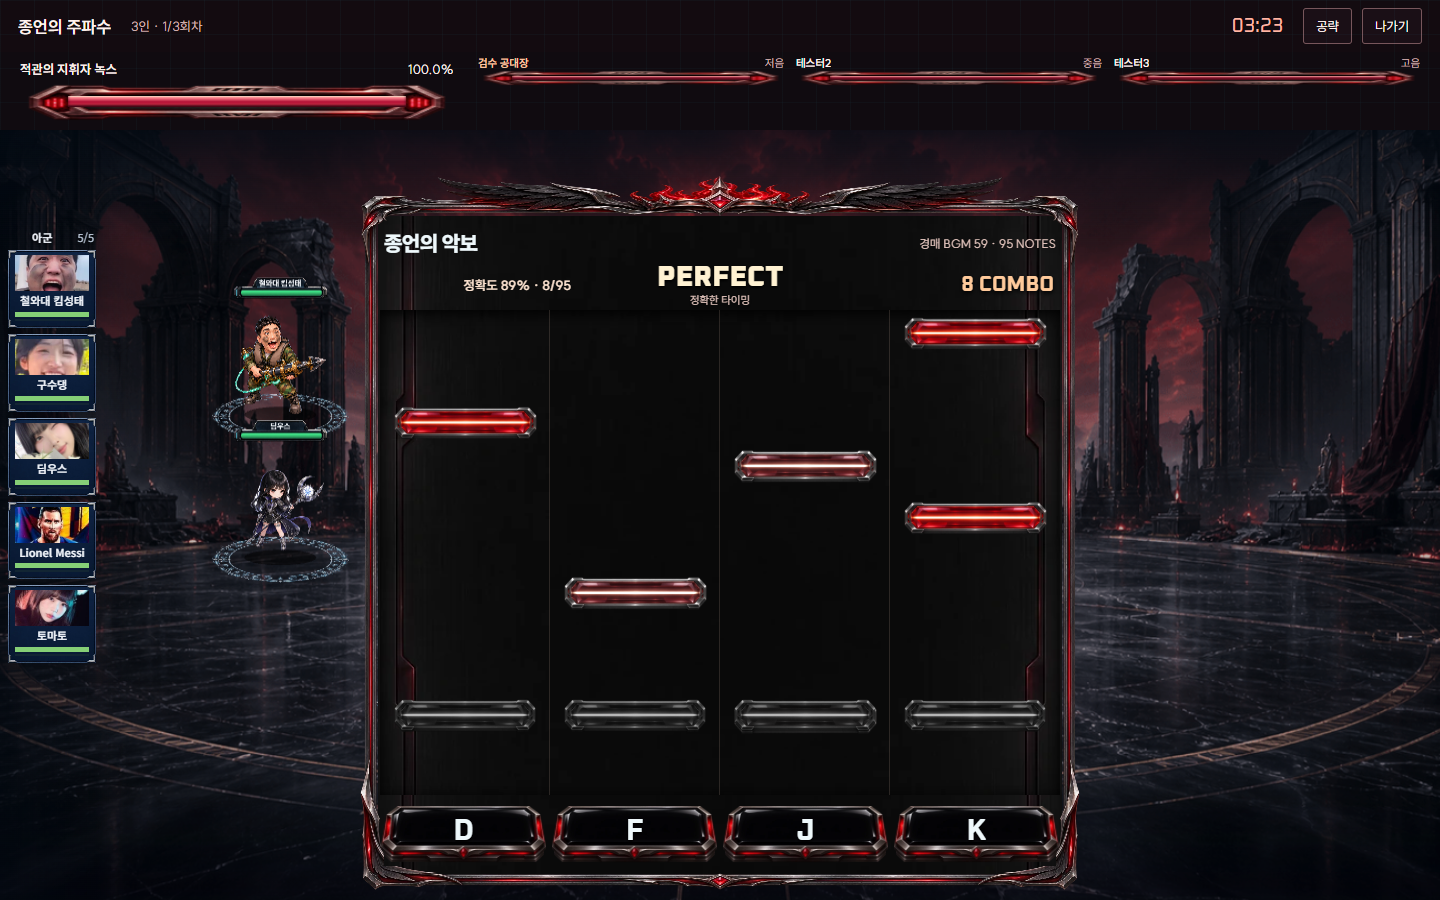 종언의 주파수 3인 · 1/3회차 03:23 공략 나가기
적관의 지휘자 녹스 100.0% 검수 공대장 저음 테스터2 중음 테스터3 고음
종언의 악보 경매 BGM 59 · 95 NOTES
정확도 89% · 8/95 PERFECT 8 COMBO
정확한 타이밍
아군 5/5
철와대 킴성태
구수댕
딤우스
Lionel Messi
토마토
철와대 킴성태
딤우스
D F J K